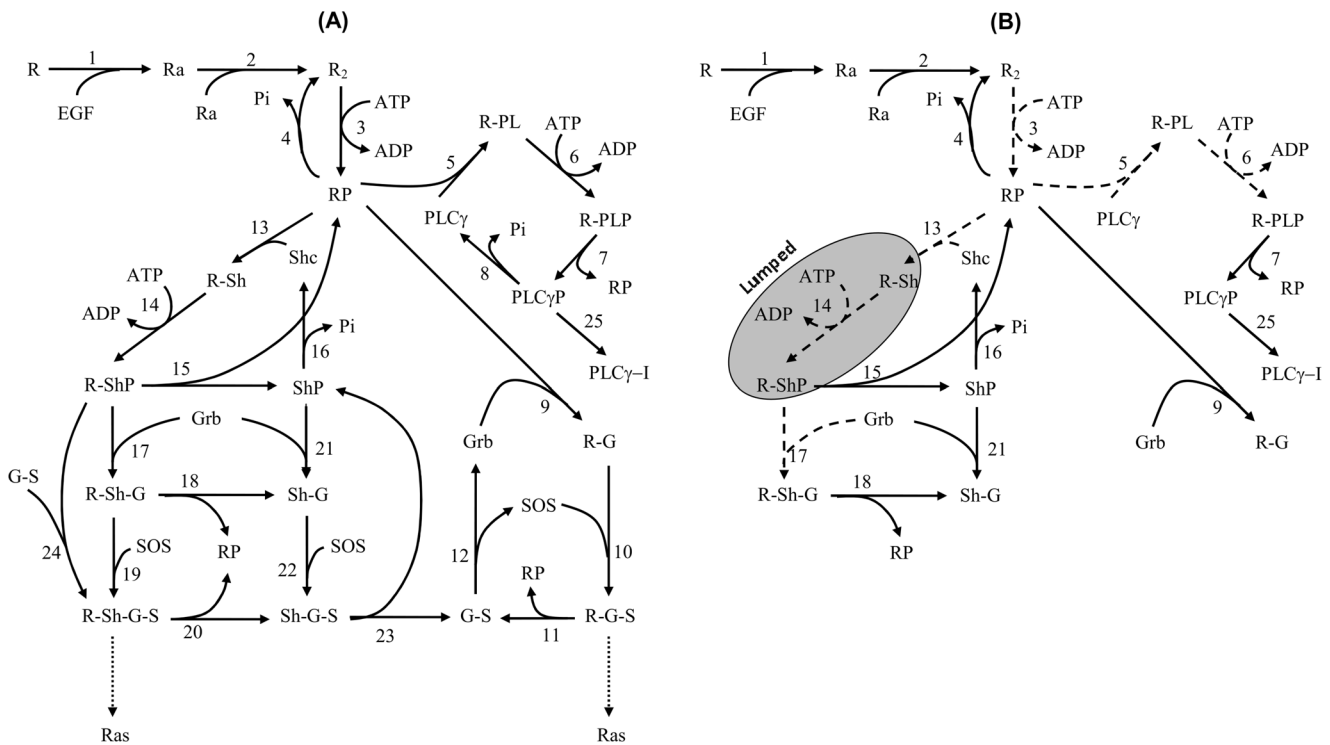 (A)
R
1
Ra
2
R2
EGF
Ra
Pi
ATP
4
3
ADP
RP
5
R-PL
ATP
6
ADP
PLCγ
R-PLP
Pi
8
7
RP
PLCγP
25
PLCγ–I
13
Shc
R-Sh
ATP
14
ADP
Pi
16
R-ShP
15
ShP
9
Grb
17
21
Grb
R-G
G-S
R-Sh-G
18
Sh-G
SOS
24
SOS
19
RP
22
SOS
12
10
RP
R-Sh-G-S
20
Sh-G-S
23
G-S
11
R-G-S
Ras
Ras
(B)
R
1
Ra
2
R2
EGF
Ra
Pi
ATP
4
3
ADP
RP
5
R-PL
ATP
6
ADP
PLCγ
R-PLP
7
RP
PLCγP
25
PLCγ–I
Lumped
13
Shc
R-Sh
ATP
14
ADP
Pi
16
R-ShP
15
ShP
9
Grb
17
21
Grb
R-G
R-Sh-G
18
Sh-G
RP